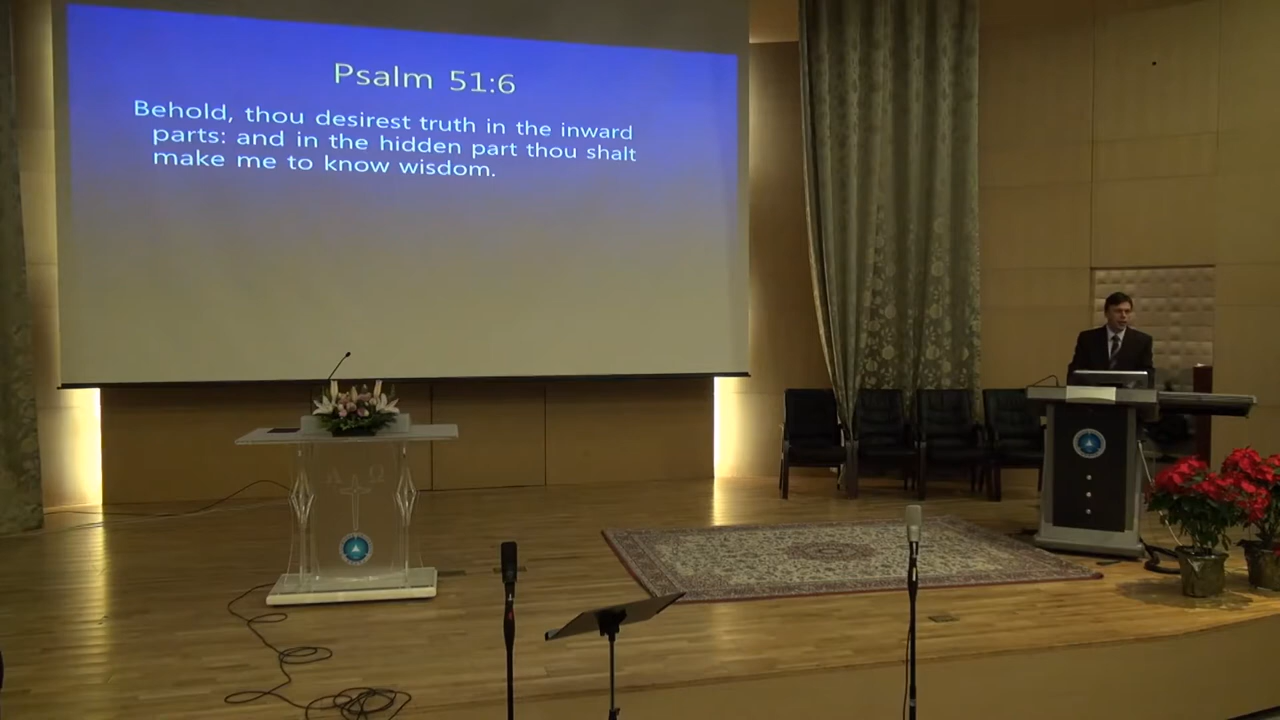 Psalm 51:6
Behold, thou desirest truth in the inward
parts: and in the hidden part thou shalt
make me to know wisdom.